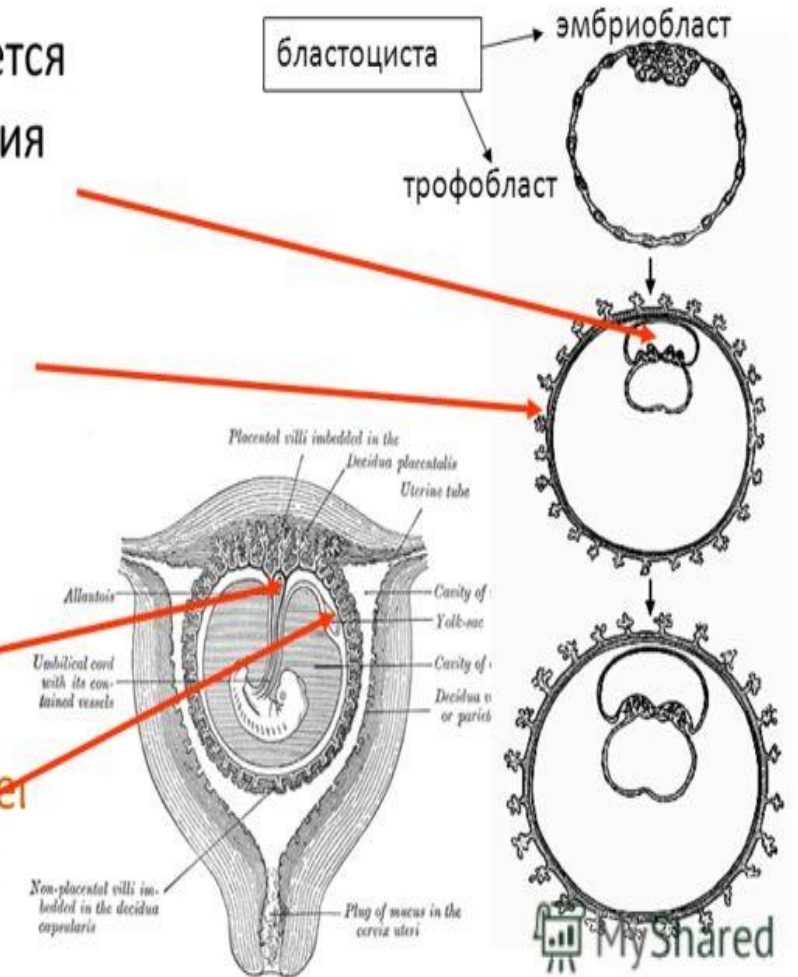 ется
ия
бластоциста
эмбриобласт
трофобласт
Placental villi imbedded in the
Decidua placentalis
Uterine tube
Allantois
Cavity of
Yolk-sac
Umbilical cord
with its con-
tained vessels
Cavity of
Decidua v
or pariet
Non-placental villi im-
bedded in the decidua
capsularis
Plug of mucus in the
cervix uteri
MyShared